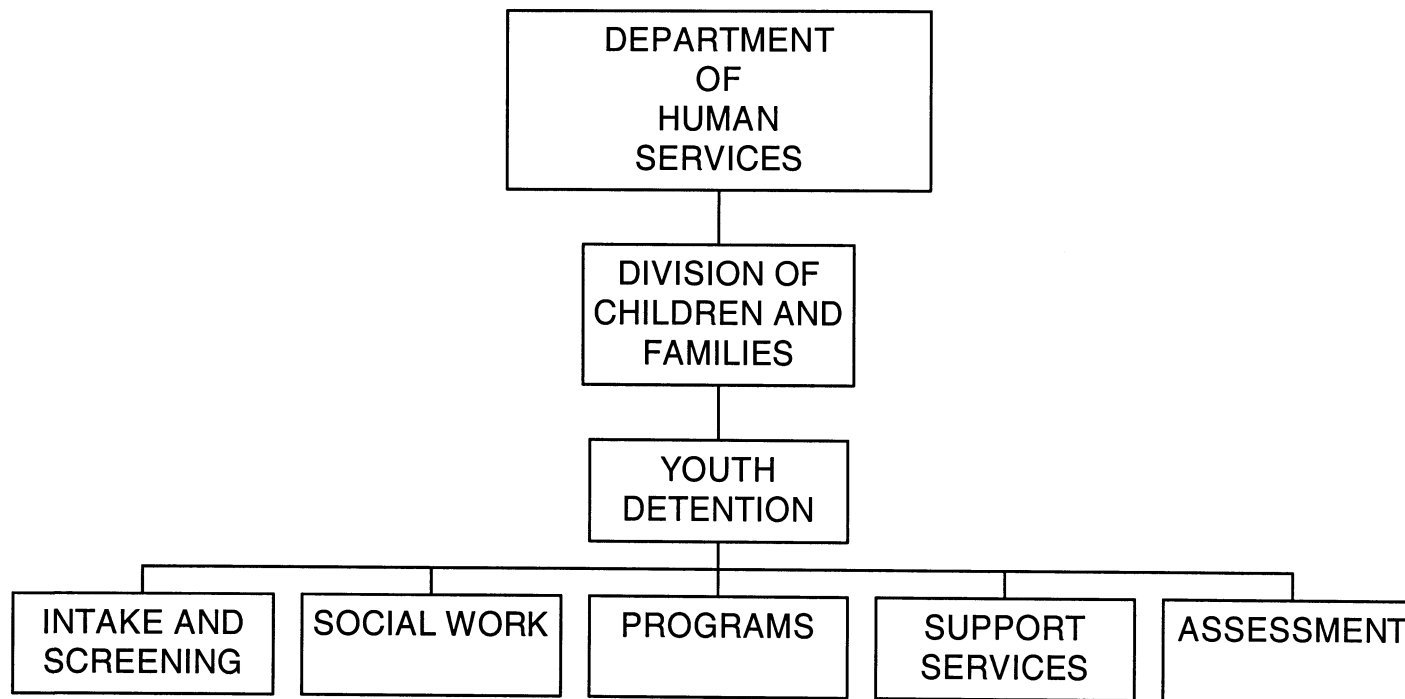 DEPARTMENT
OF
HUMAN
SERVICES
DIVISION OF
CHILDREN AND
FAMILIES
YOUTH
DETENTION
INTAKE AND
SCREENING
SOCIAL WORK
PROGRAMS
SUPPORT
SERVICES
ASSESSMENT